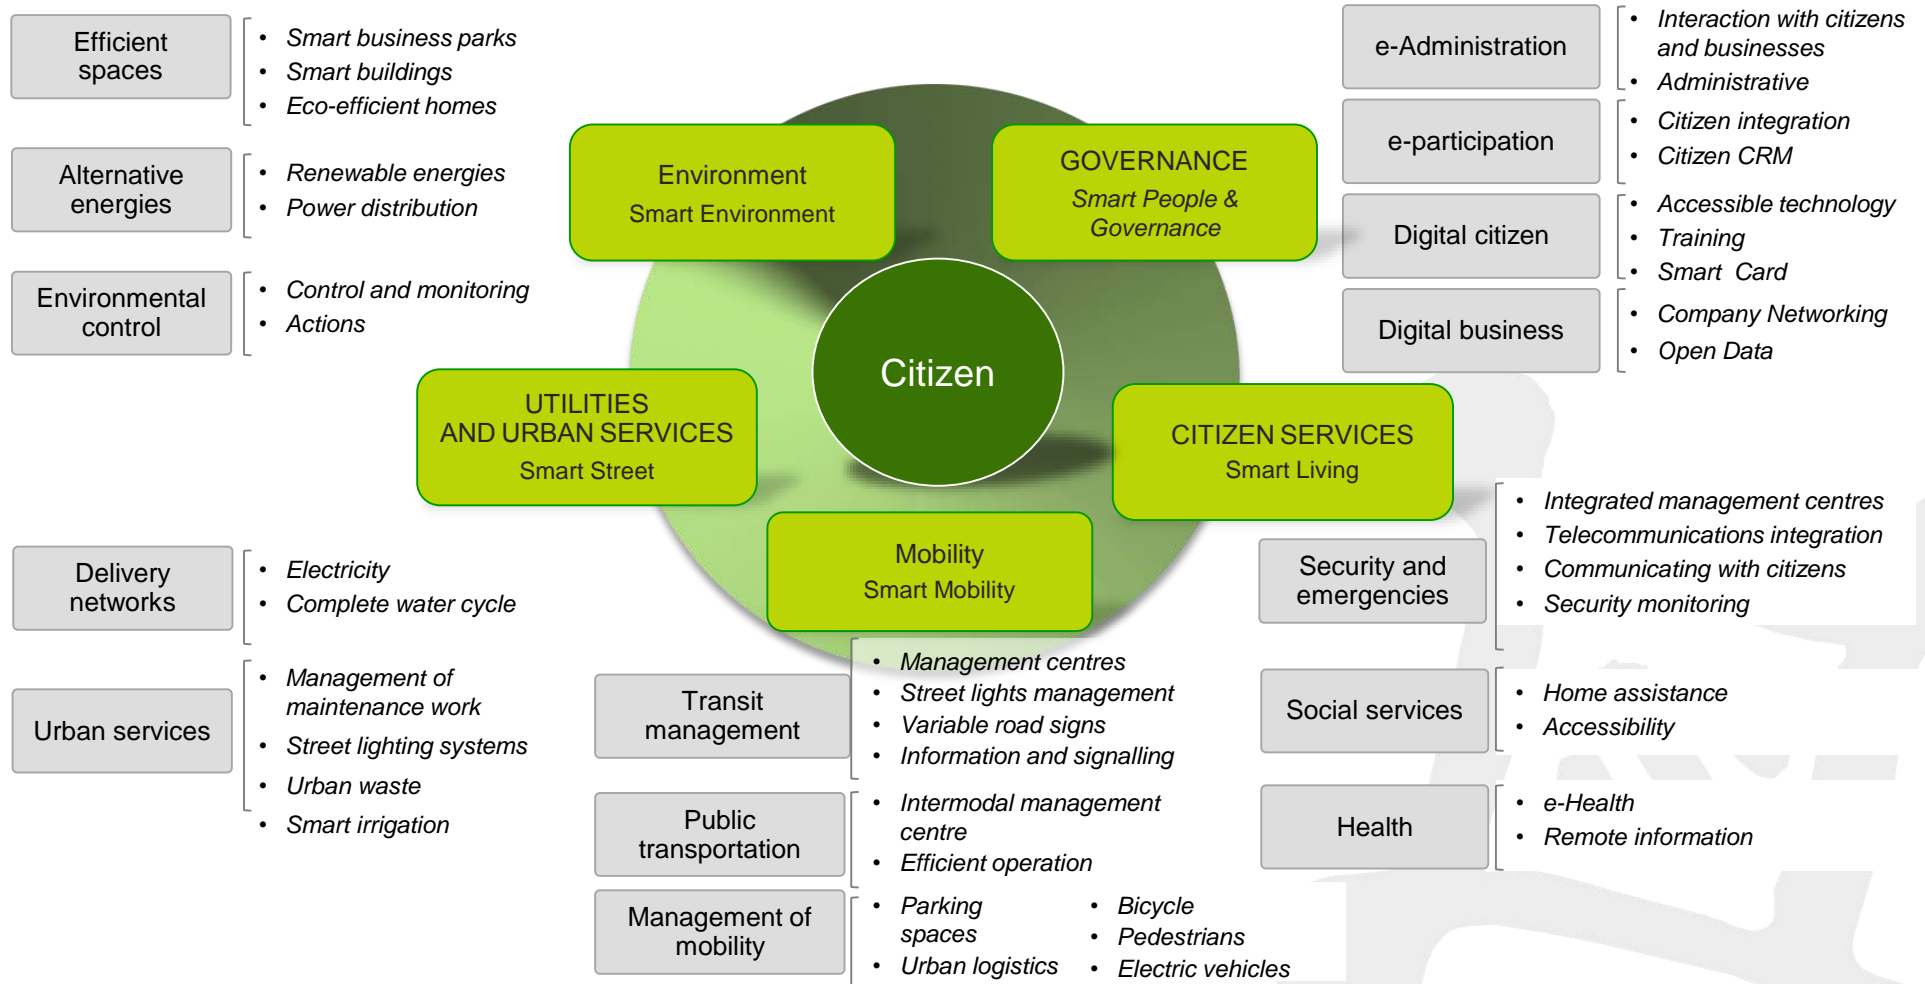 Efficient
spaces
• Smart business parks
• Smart buildings
• Eco-efficient homes
Alternative
energies
• Renewable energies
• Power distribution
Environmental
control
• Control and monitoring
• Actions
Environment
Smart Environment
GOVERNANCE
Smart People &
Governance
e-Administration
• Interaction with citizens
and businesses
• Administrative
e-participation
• Citizen integration
• Citizen CRM
Digital citizen
• Accessible technology
• Training
• Smart Card
Digital business
• Company Networking
• Open Data
Citizen
UTILITIES
AND URBAN SERVICES
Smart Street
CITIZEN SERVICES
Smart Living
Mobility
Smart Mobility
Delivery
networks
• Electricity
• Complete water cycle
Urban services
• Management of
maintenance work
• Street lighting systems
• Urban waste
• Smart irrigation
Transit
management
• Management centres
• Street lights management
• Variable road signs
• Information and signalling
Public
transportation
• Intermodal management
centre
• Efficient operation
Management of
mobility
• Parking
spaces
• Urban logistics
• Bicycle
• Pedestrians
• Electric vehicles
Security and
emergencies
• Integrated management centres
• Telecommunications integration
• Communicating with citizens
• Security monitoring
Social services
• Home assistance
• Accessibility
Health
• e-Health
• Remote information